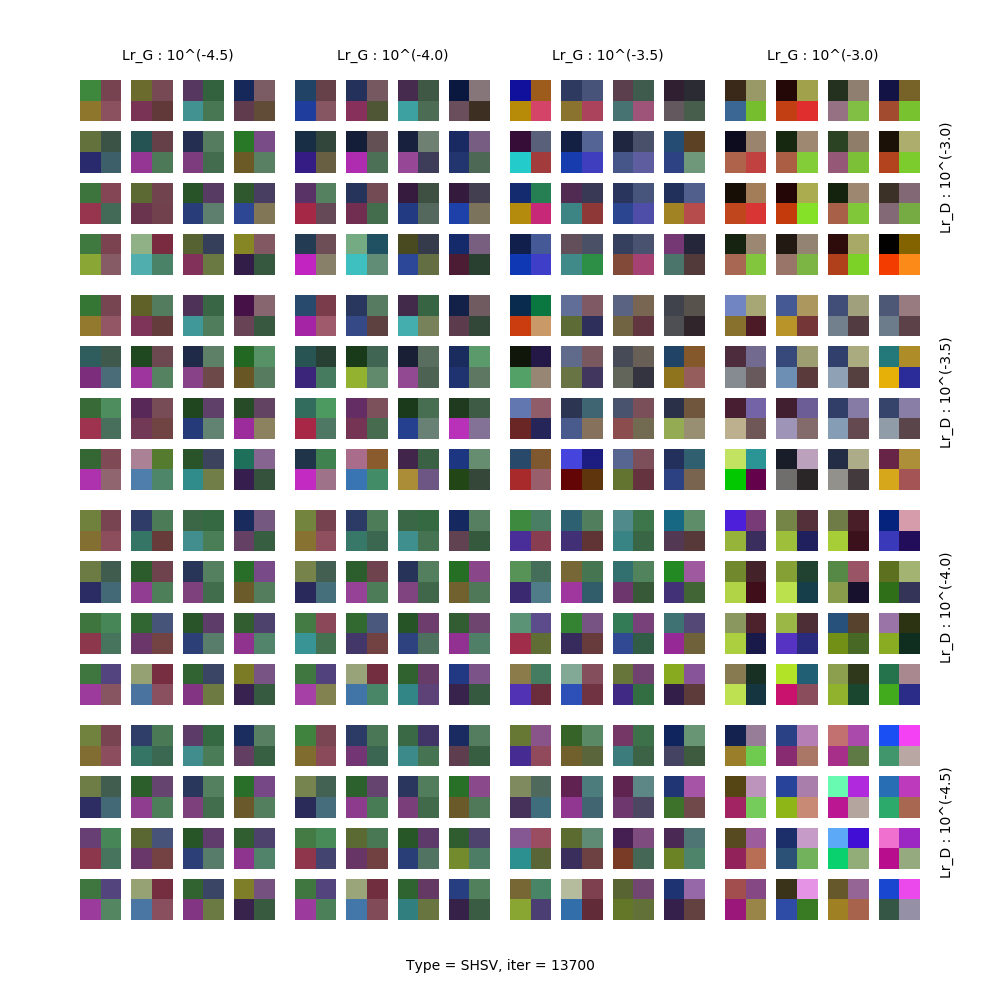 Lr_G : 10^(-4.5)
Lr_G : 10^(-4.0)
Lr_G : 10^(-3.5)
Lr_G : 10^(-3.0)
Lr_D : 10^(-3.0)
Lr_D : 10^(-3.5)
Lr_D : 10^(-4.0)
Lr_D : 10^(-4.5)
Type = SHSV, iter = 13700